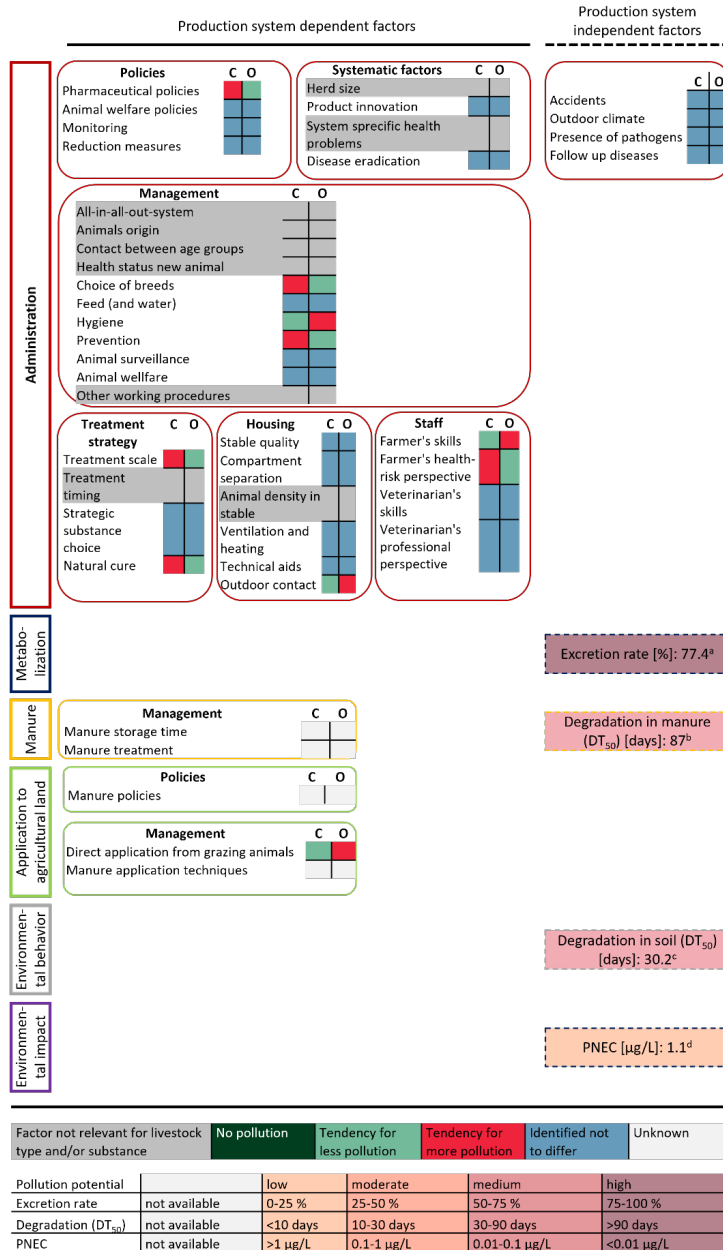 Production system dependent factors
Production system
independent factors
Administration
Policies
C O
Pharmaceutical policies
Animal welfare policies
Monitoring
Reduction measures
Systematic factors
C O
Herd size
Product innovation
System sprecific health
problems
Disease eradication
C O
Accidents
Outdoor climate
Presence of pathogens
Follow up diseases
Management
C O
All-in-all-out-system
Animals origin
Contact between age groups
Health status new animal
Choice of breeds
Feed (and water)
Hygiene
Prevention
Animal surveillance
Animal wellfare
Other working procedures
Treatment
strategy
C O
Treatment scale
Treatment
timing
Strategic
substance
choice
Natural cure
Housing
C O
Stable quality
Compartment
separation
Animal density in
stable
Ventilation and
heating
Technical aids
Outdoor contact
Staff
C O
Farmer's skills
Farmer's health-
risk perspective
Veterinarian's
skills
Veterinarian's
professional
perspective
Metabo-
lization
Excretion rate [%]: 77.4ᵃ
Manure
Management
C O
Manure storage time
Manure treatment
Degradation in manure
(DT₅₀) [days]: 87ᵇ
Application to
agricultural land
Policies
C O
Manure policies
Management
C O
Direct application from grazing animals
Manure application techniques
Environmen-
tal behavior
Degradation in soil (DT₅₀)
[days]: 30.2ᶜ
Environmen-
tal impact
PNEC [µg/L]: 1.1ᵈ
Factor not relevant for livestock
type and/or substance
No pollution
Tendency for
less pollution
Tendency for
more pollution
Identified not
to differ
Unknown
Pollution potential low moderate medium high
Excretion rate not available 0-25 % 25-50 % 50-75 % 75-100 %
Degradation (DT₅₀) not available <10 days 10-30 days 30-90 days >90 days
PNEC not available >1 µg/L 0.1-1 µg/L 0.01-0.1 µg/L <0.01 µg/L